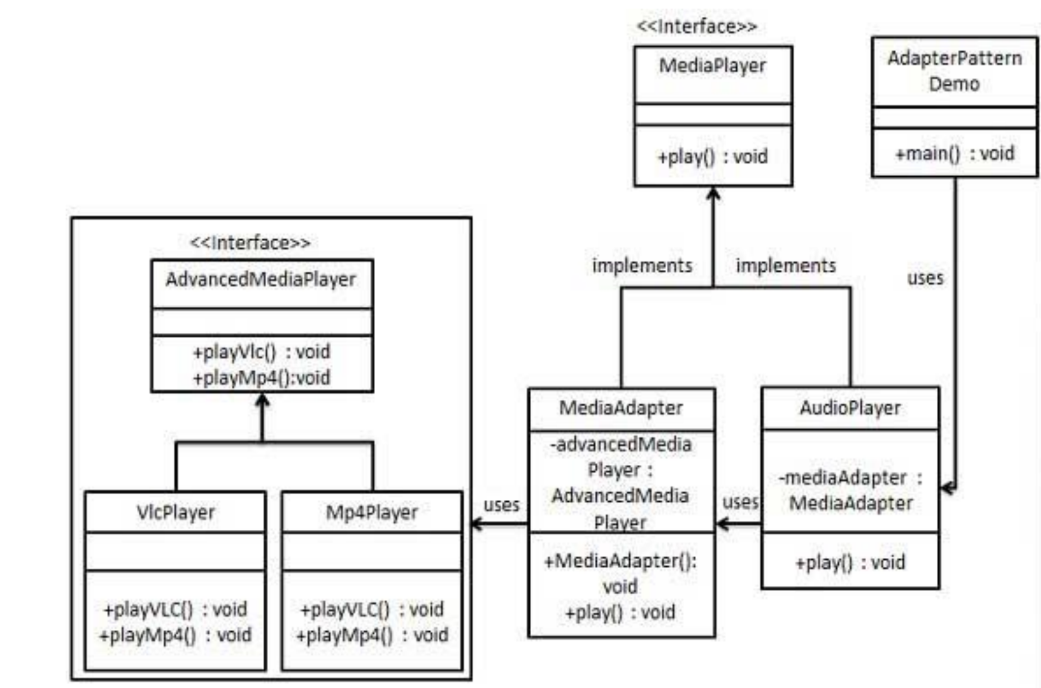 <<Interface>>
MediaPlayer
+play() : void
AdapterPattern
Demo
+main() : void
implements
implements
uses
<<Interface>>
AdvancedMediaPlayer
+playVlc() : void
+playMp4():void
VlcPlayer
+playVLC() : void
+playMp4() : void
Mp4Player
+playVLC() : void
+playMp4() : void
uses
MediaAdapter
-advancedMedia
Player :
AdvancedMedia
Player
+MediaAdapter():
void
+play() : void
uses
AudioPlayer
-mediaAdapter :
MediaAdapter
+play() : void